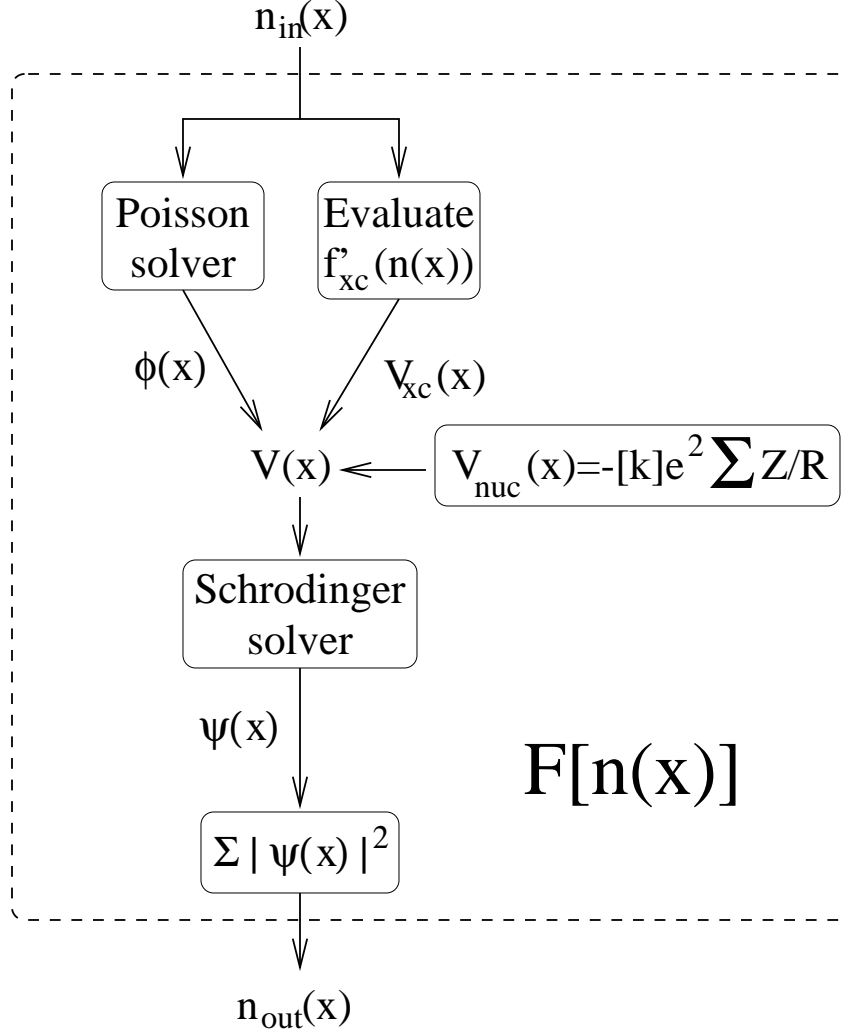 n_in(x)
Poisson
solver
Evaluate
f'_xc(n(x))
ϕ(x)
V_xc(x)
V(x)
V_nuc(x)=-[k]e^2 ∑ Z/R
Schrodinger
solver
ψ(x)
F[n(x)]
Σ | ψ(x) |^2
n_out(x)